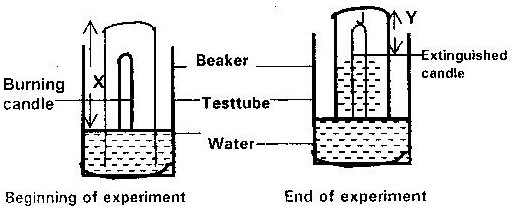 X
Y
Burning
candle
Beaker
Testtube
Water
Extinguished
candle
Beginning of experiment
End of experiment